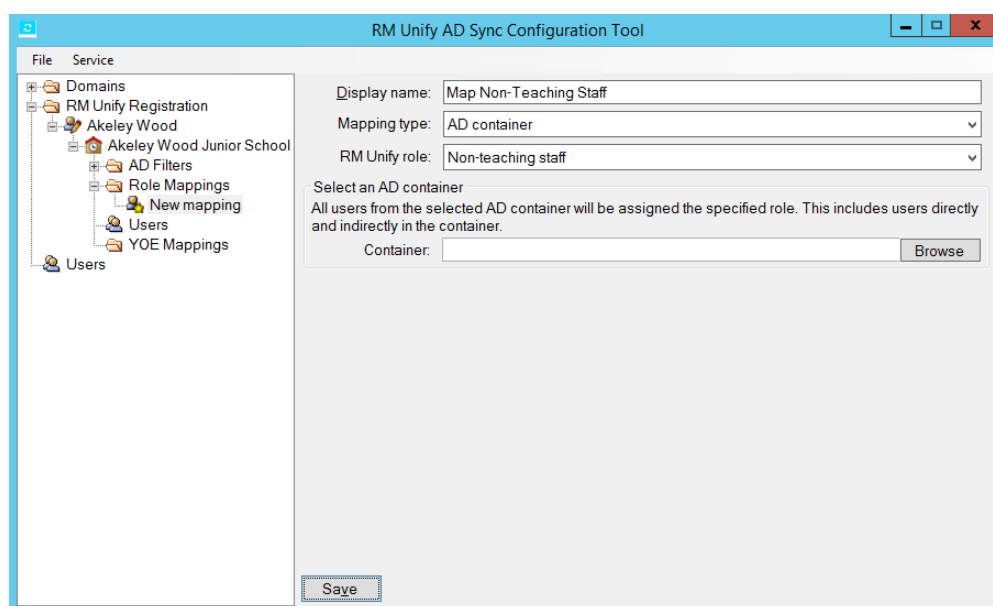 RM Unify AD Sync Configuration Tool
File Service
Domains
RM Unify Registration
Akeley Wood
Akeley Wood Junior School
AD Filters
Role Mappings
New mapping
Users
YOE Mappings
Users
Display name: Map Non-Teaching Staff
Mapping type: AD container
RM Unify role: Non-teaching staff
Select an AD container
All users from the selected AD container will be assigned the specified role. This includes users directly
and indirectly in the container.
Container: Browse
Save